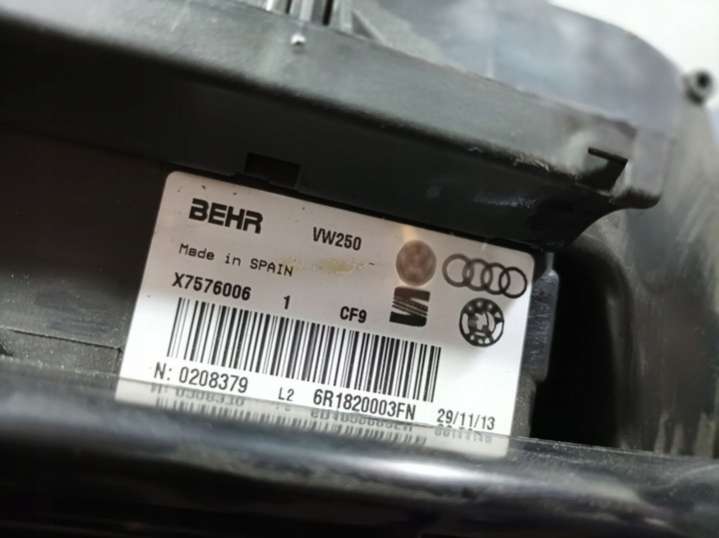 BEHR VW250
Made in SPAIN
X7576006 1 CF9
N: 0208379 L2 6R1820003FN 29/11/13